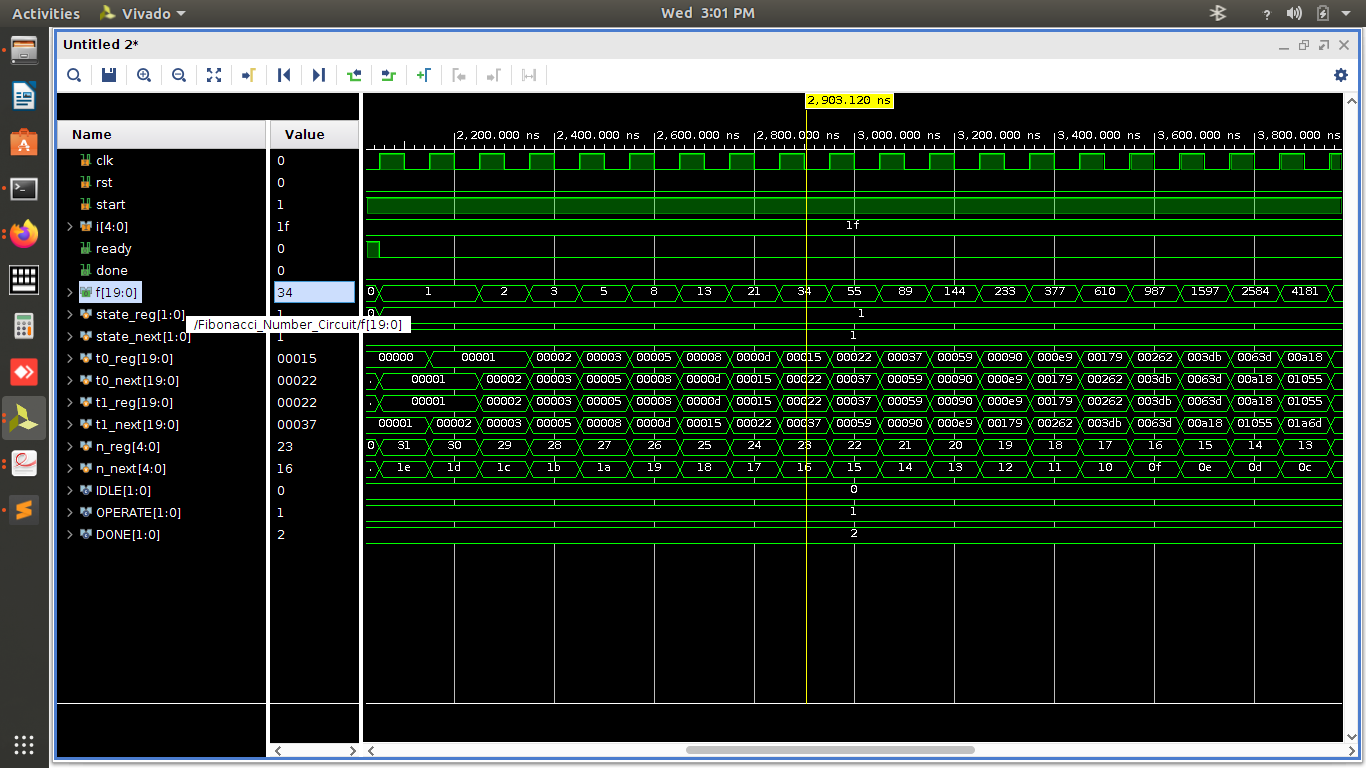 Activities Vivado Wed 3:01 PM ?
Untitled 2*
2,903.120 ns
Name Value 2,200.000 ns 2,400.000 ns 2,600.000 ns 2,800.000 ns 3,000.000 ns 3,200.000 ns 3,400.000 ns 3,600.000 ns 3,800.000 ns
clk 0
rst 0
start 1
i[4:0] 1f 1f
ready 0
done 0
f[19:0] 34 0 1 2 3 5 8 13 21 34 55 89 144 233 377 610 987 1597 2584 4181
state_reg[1:0] 1 0 1
/Fibonacci_Number_Circuit/f[19:0]
state_next[1:0] 1 1
t0_reg[19:0] 00015 00000 00001 00002 00003 00005 00008 0000d 00015 00022 00037 00059 00090 000e9 00179 00262 003db 0063d 00a18
t0_next[19:0] 00022 . 00001 00002 00003 00005 00008 0000d 00015 00022 00037 00059 00090 000e9 00179 00262 003db 0063d 00a18 01055
t1_reg[19:0] 00022 . 00001 00002 00003 00005 00008 0000d 00015 00022 00037 00059 00090 000e9 00179 00262 003db 0063d 00a18 01055
t1_next[19:0] 00037 00001 00002 00003 00005 00008 0000d 00015 00022 00037 00059 00090 000e9 00179 00262 003db 0063d 00a18 01055 01a6d
n_reg[4:0] 23 0 31 30 29 28 27 26 25 24 23 22 21 20 19 18 17 16 15 14 13
n_next[4:0] 16 . 1e 1d 1c 1b 1a 19 18 17 16 15 14 13 12 11 10 0f 0e 0d 0c
IDLE[1:0] 0 0
OPERATE[1:0] 1 1
DONE[1:0] 2 2